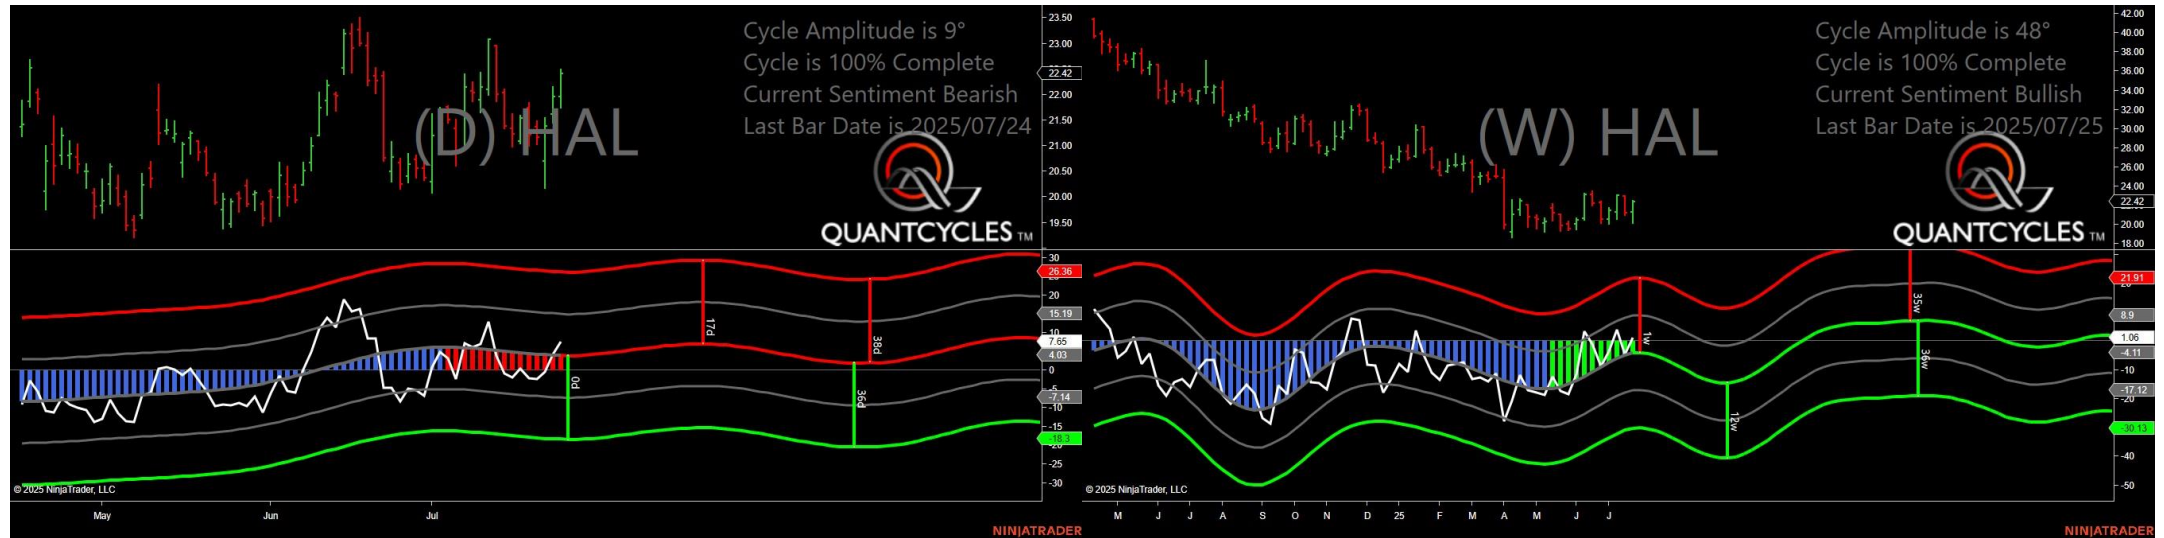 Cycle Amplitude is 9°
Cycle is 100% Complete
Current Sentiment Bearish
Last Bar Date is 2025/07/24
(D) HAL
QUANTCYCLES TM
23.50
23.00
22.42
22.00
21.50
21.00
20.50
20.00
19.50
30
26.36
20
15.19
10
7.65
4.03
0
-5
-7.14
-10
-15
-18.3
-25
-30
17d
38d
0d
36d
© 2025 NinjaTrader, LLC
May
Jun
Jul
NINJATRADER
Cycle Amplitude is 48°
Cycle is 100% Complete
Current Sentiment Bullish
Last Bar Date is 2025/07/25
(W) HAL
QUANTCYCLES TM
42.00
40.00
38.00
36.00
34.00
32.00
30.00
28.00
26.00
24.00
22.42
20.00
18.00
30
21.91
8.9
1.06
-4.11
-10
-17.12
-20
-30.13
-40
-50
1w
35w
36w
12w
© 2025 NinjaTrader, LLC
M
J
J
A
S
O
N
D
25
F
M
A
M
J
J
NINJATRADER